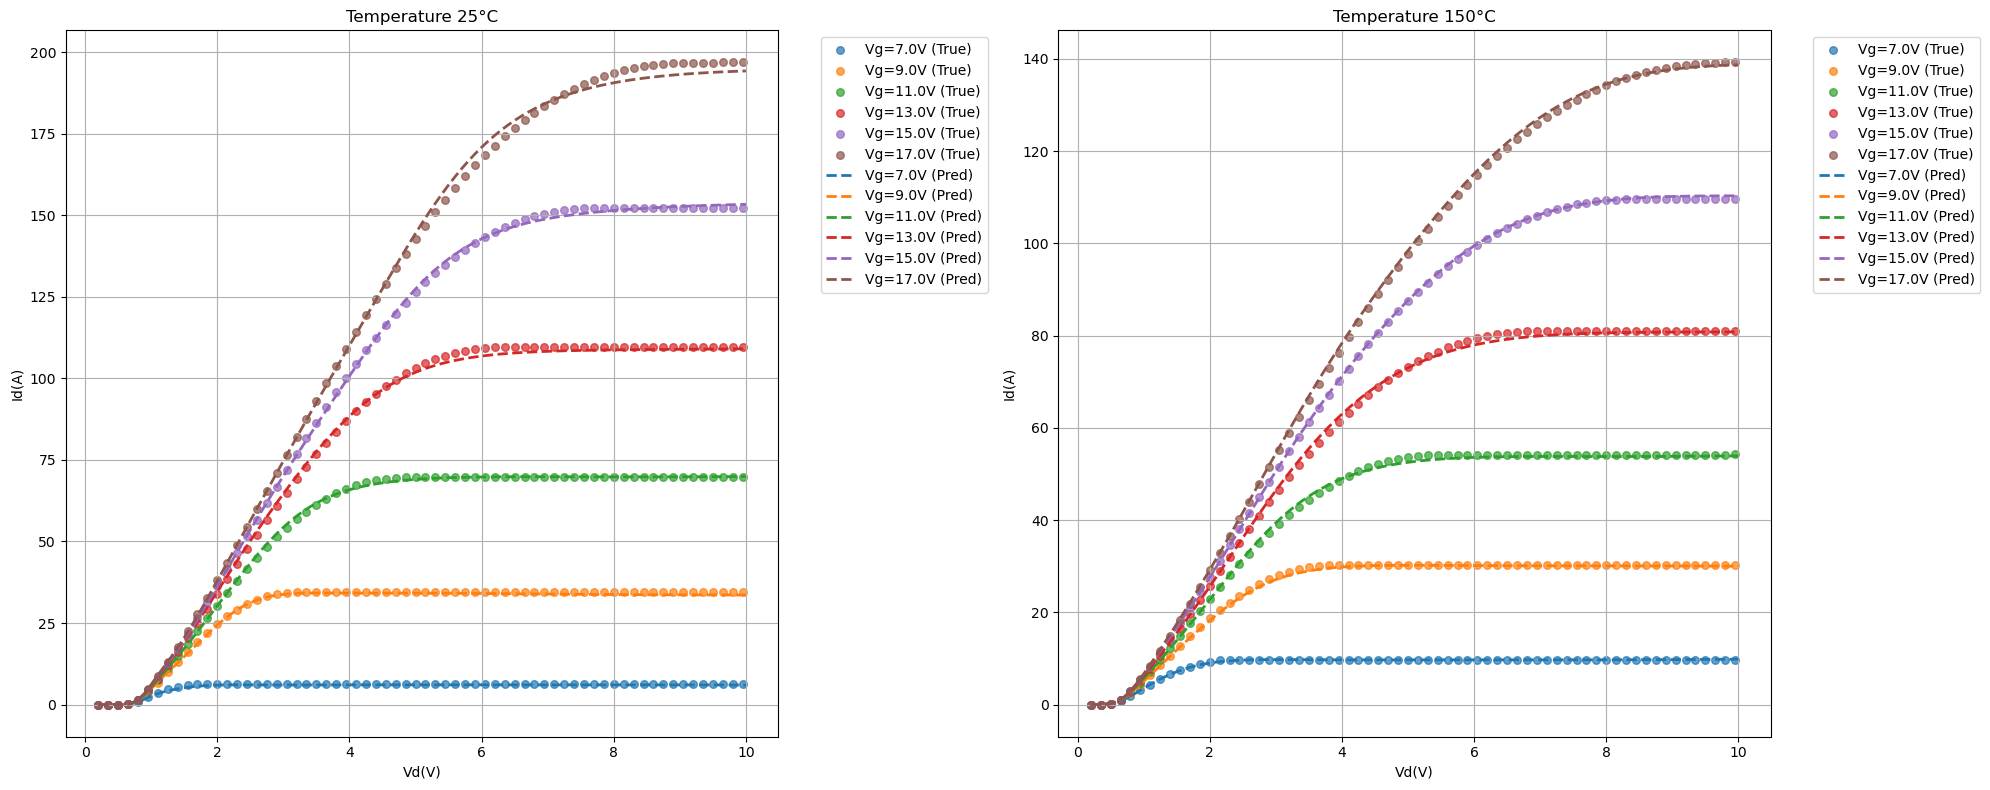 Temperature 25°C
200
175
150
125
100
75
50
25
0
Id(A)
0 2 4 6 8 10
Vd(V)
Vg=7.0V (True)
Vg=9.0V (True)
Vg=11.0V (True)
Vg=13.0V (True)
Vg=15.0V (True)
Vg=17.0V (True)
Vg=7.0V (Pred)
Vg=9.0V (Pred)
Vg=11.0V (Pred)
Vg=13.0V (Pred)
Vg=15.0V (Pred)
Vg=17.0V (Pred)
Temperature 150°C
140
120
100
80
60
40
20
0
Id(A)
0 2 4 6 8 10
Vd(V)
Vg=7.0V (True)
Vg=9.0V (True)
Vg=11.0V (True)
Vg=13.0V (True)
Vg=15.0V (True)
Vg=17.0V (True)
Vg=7.0V (Pred)
Vg=9.0V (Pred)
Vg=11.0V (Pred)
Vg=13.0V (Pred)
Vg=15.0V (Pred)
Vg=17.0V (Pred)